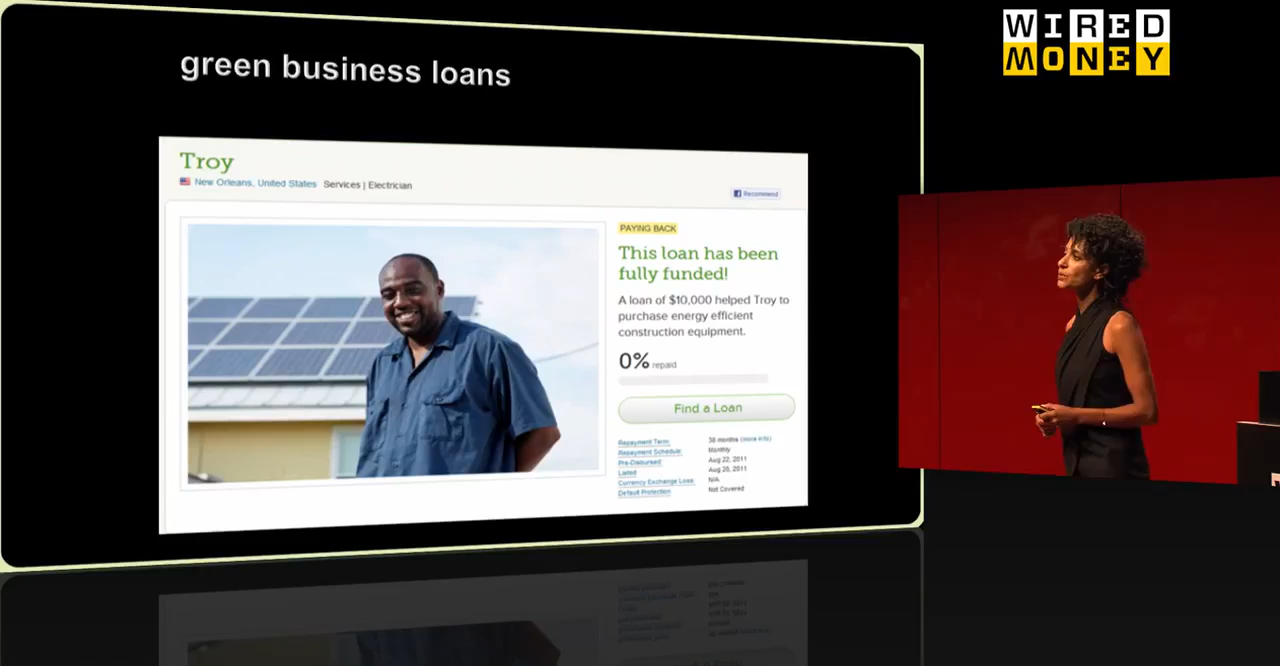 WIRED
MONEY
green business loans
Troy
New Orleans, United States Services | Electrician
Recommend
PAYING BACK
This loan has been
fully funded!
A loan of $10,000 helped Troy to
purchase energy efficient
construction equipment.
0% repaid
Find a Loan
Repayment Term: 38 months (more info)
Repayment Schedule: Monthly
Pre-Disbursed: Aug 22, 2011
Listed Aug 26, 2011
Currency Exchange Loss: N/A
Default Protection: Not Covered